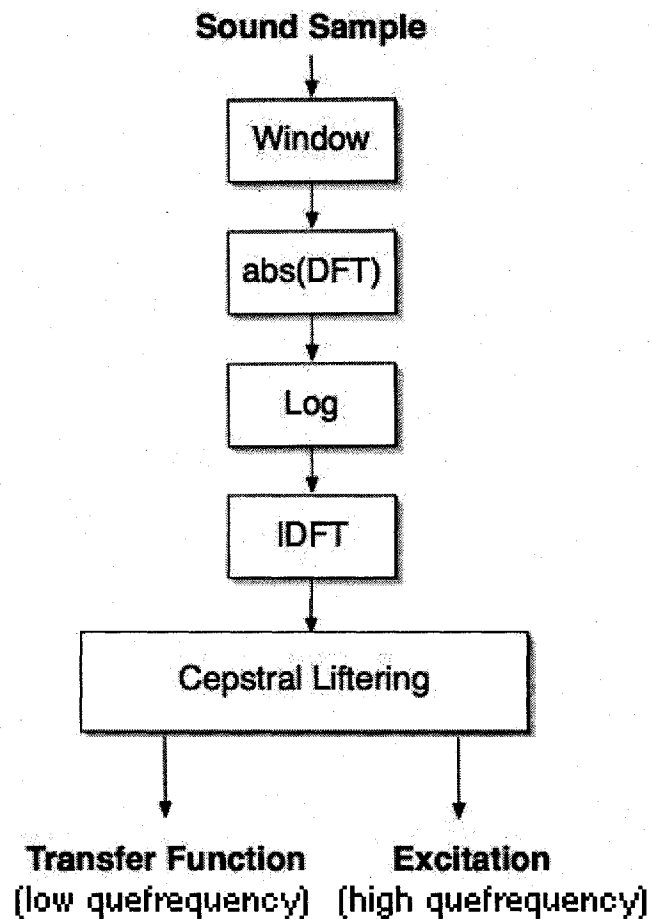 Sound Sample
Window
abs(DFT)
Log
IDFT
Cepstral Liftering
Transfer Function
(low quefrequency)
Excitation
(high quefrequency)